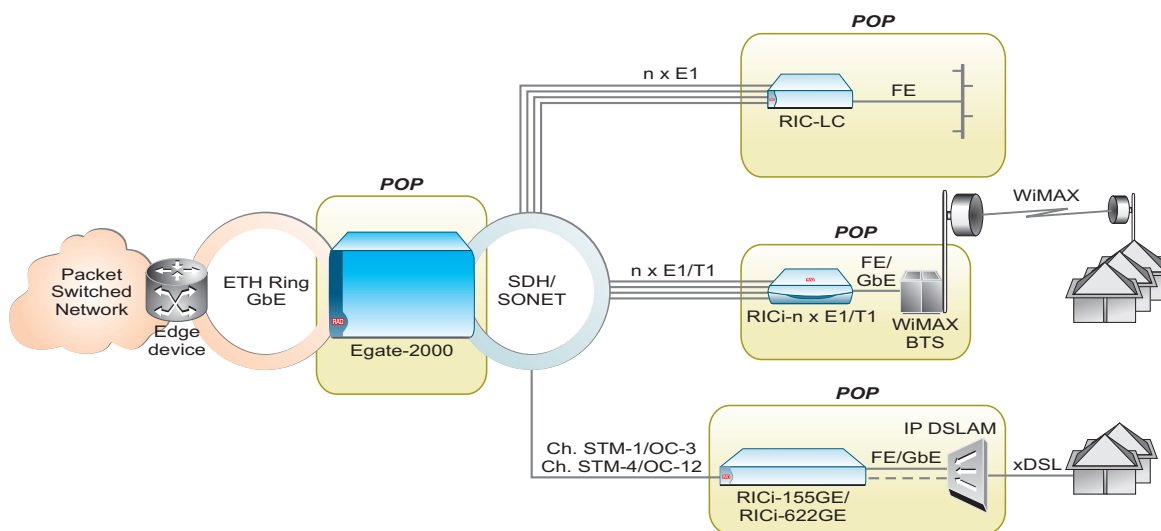 POP
n x E1
FE
RIC-LC
POP
WiMAX
Packet
Switched
Network
Edge
device
ETH Ring
GbE
RAD
Egate-2000
SDH/
SONET
n x E1/T1
POP
FE/
GbE
RICi-n x E1/T1
WiMAX
BTS
POP
Ch. STM-1/OC-3
Ch. STM-4/OC-12
IP DSLAM
FE/GbE
xDSL
RICi-155GE/
RICi-622GE